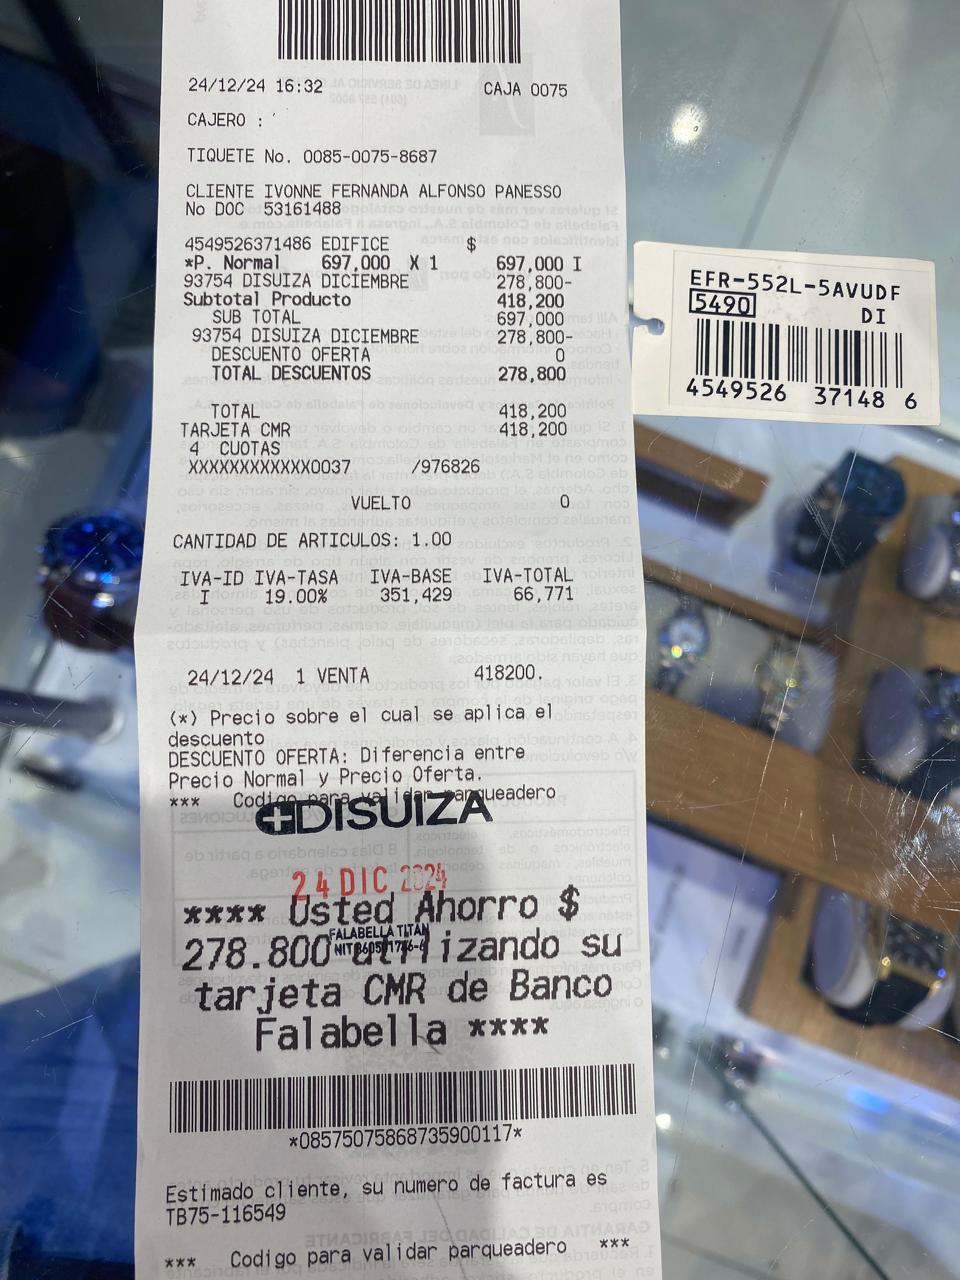 24/12/24 16:32 CAJA 0075
CAJERO :
TIQUETE No. 0085-0075-8687
CLIENTE IVONNE FERNANDA ALFONSO PANESSO
No DOC 53161488
4549526371486 EDIFICE $
*P. Normal 697,000 X 1 697,000 I
93754 DISUIZA DICIEMBRE 278,800-
Subtotal Producto 418,200
SUB TOTAL 697,000
93754 DISUIZA DICIEMBRE 278,800-
DESCUENTO OFERTA 0
TOTAL DESCUENTOS 278,800
TOTAL 418,200
TARJETA CMR 418,200
4 CUOTAS
XXXXXXXXXXXX0037 /976826
VUELTO 0
CANTIDAD DE ARTICULOS: 1.00
IVA-ID IVA-TASA IVA-BASE IVA-TOTAL
I 19.00% 351,429 66,771
24/12/24 1 VENTA 418200.
(*) Precio sobre el cual se aplica el
descuento
DESCUENTO OFERTA: Diferencia entre
Precio Normal y Precio Oferta.
*** Codigo para validar parqueadero
DISUIZA
24 DIC 2024
**** Usted Ahorro $
FALABELLA TITAN
278.800 utilizando su
tarjeta CMR de Banco
Falabella ****
*08575075868735900117*
Estimado cliente, su numero de factura es
TB75-116549
*** Codigo para validar parqueadero ***
EFR-552L-5AVUDF
5490 DI
4549526 37148 6